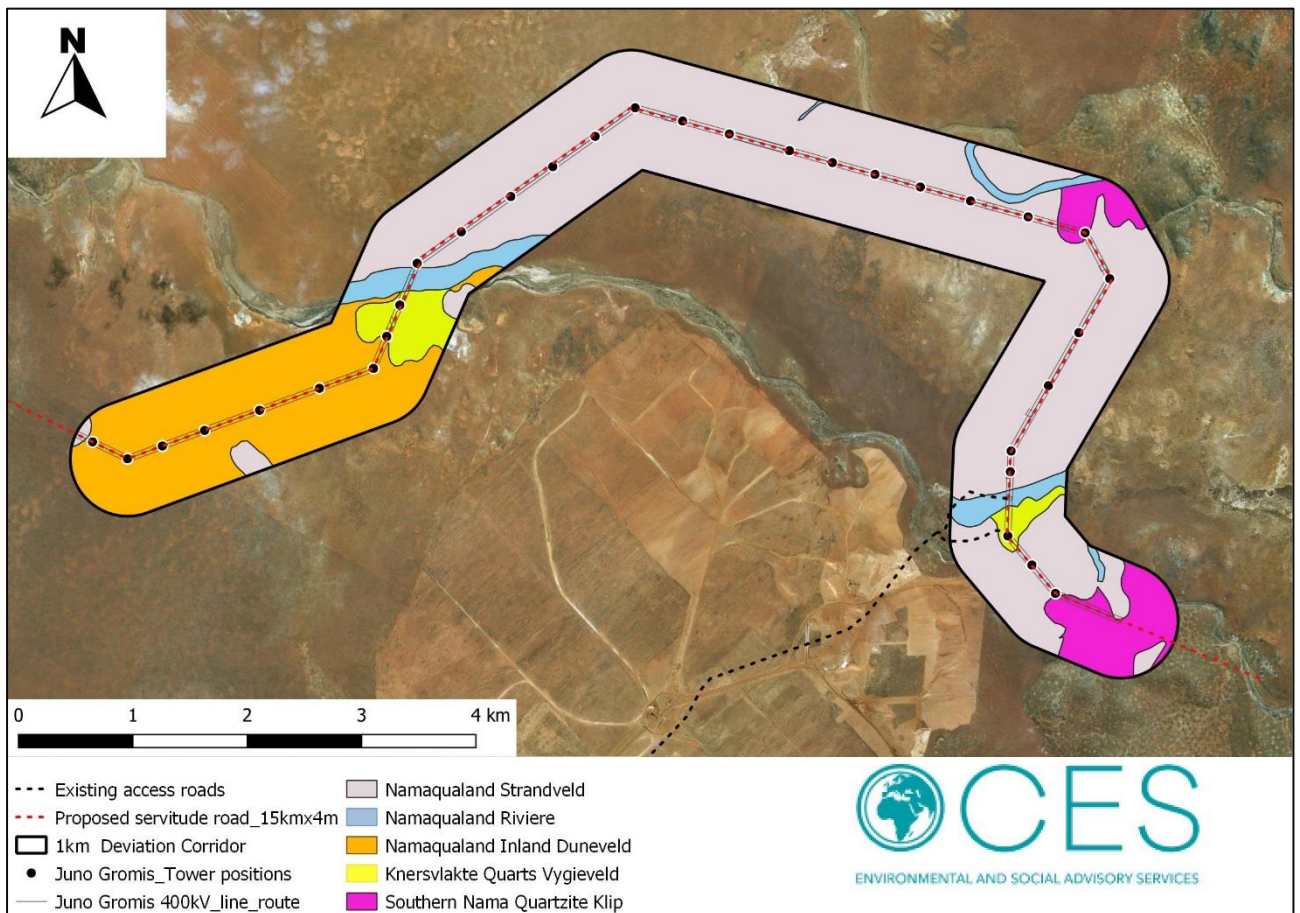 N
0 1 2 3 4 km
Existing access roads
Proposed servitude road_15kmx4m
1km Deviation Corridor
Juno Gromis_Tower positions
Juno Gromis 400kV_line_route
Namaqualand Strandveld
Namaqualand Riviere
Namaqualand Inland Duneveld
Knersvlakte Quarts Vygieveld
Southern Nama Quartzite Klip
CES
ENVIRONMENTAL AND SOCIAL ADVISORY SERVICES